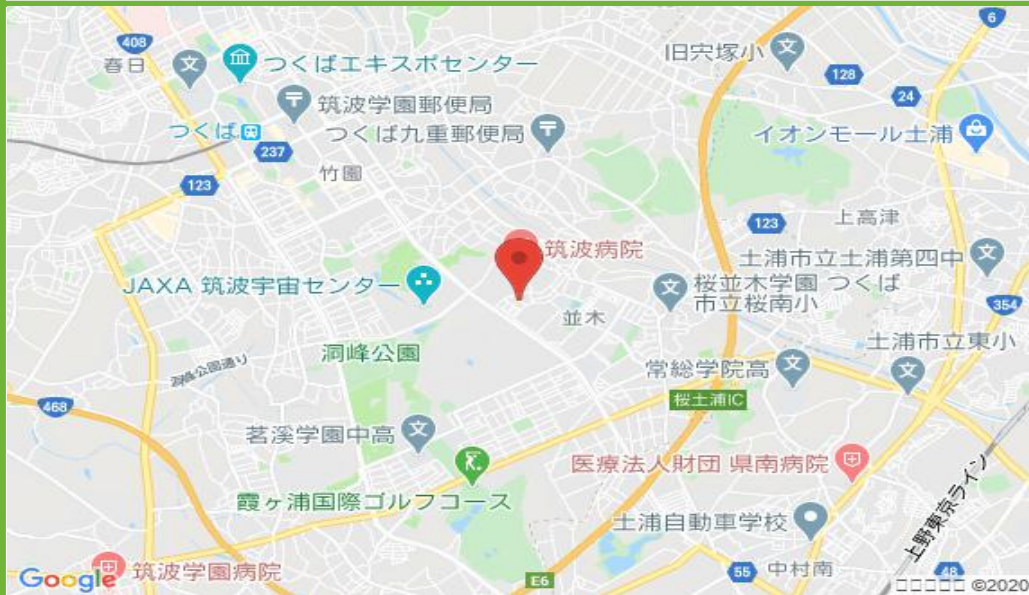 6
408
春日
つくばエキスポセンター
旧宍塚小
128
24
筑波学園郵便局
つくば九重郵便局
つくば
237
イオンモール土浦
竹園
123
123
上高津
筑波病院
土浦市立土浦第四中
JAXA 筑波宇宙センター
桜並木学園 つくば
市立桜南小
354
並木
洞峰公園
土浦市立東小
洞峰公園通り
常総学院高
桜土浦IC
468
茗溪学園中高
医療法人財団 県南病院
霞ヶ浦国際ゴルフコース
上野東京ライン
土浦自動車学校
筑波学園病院
Google
E6
55
中村南
48
©2020